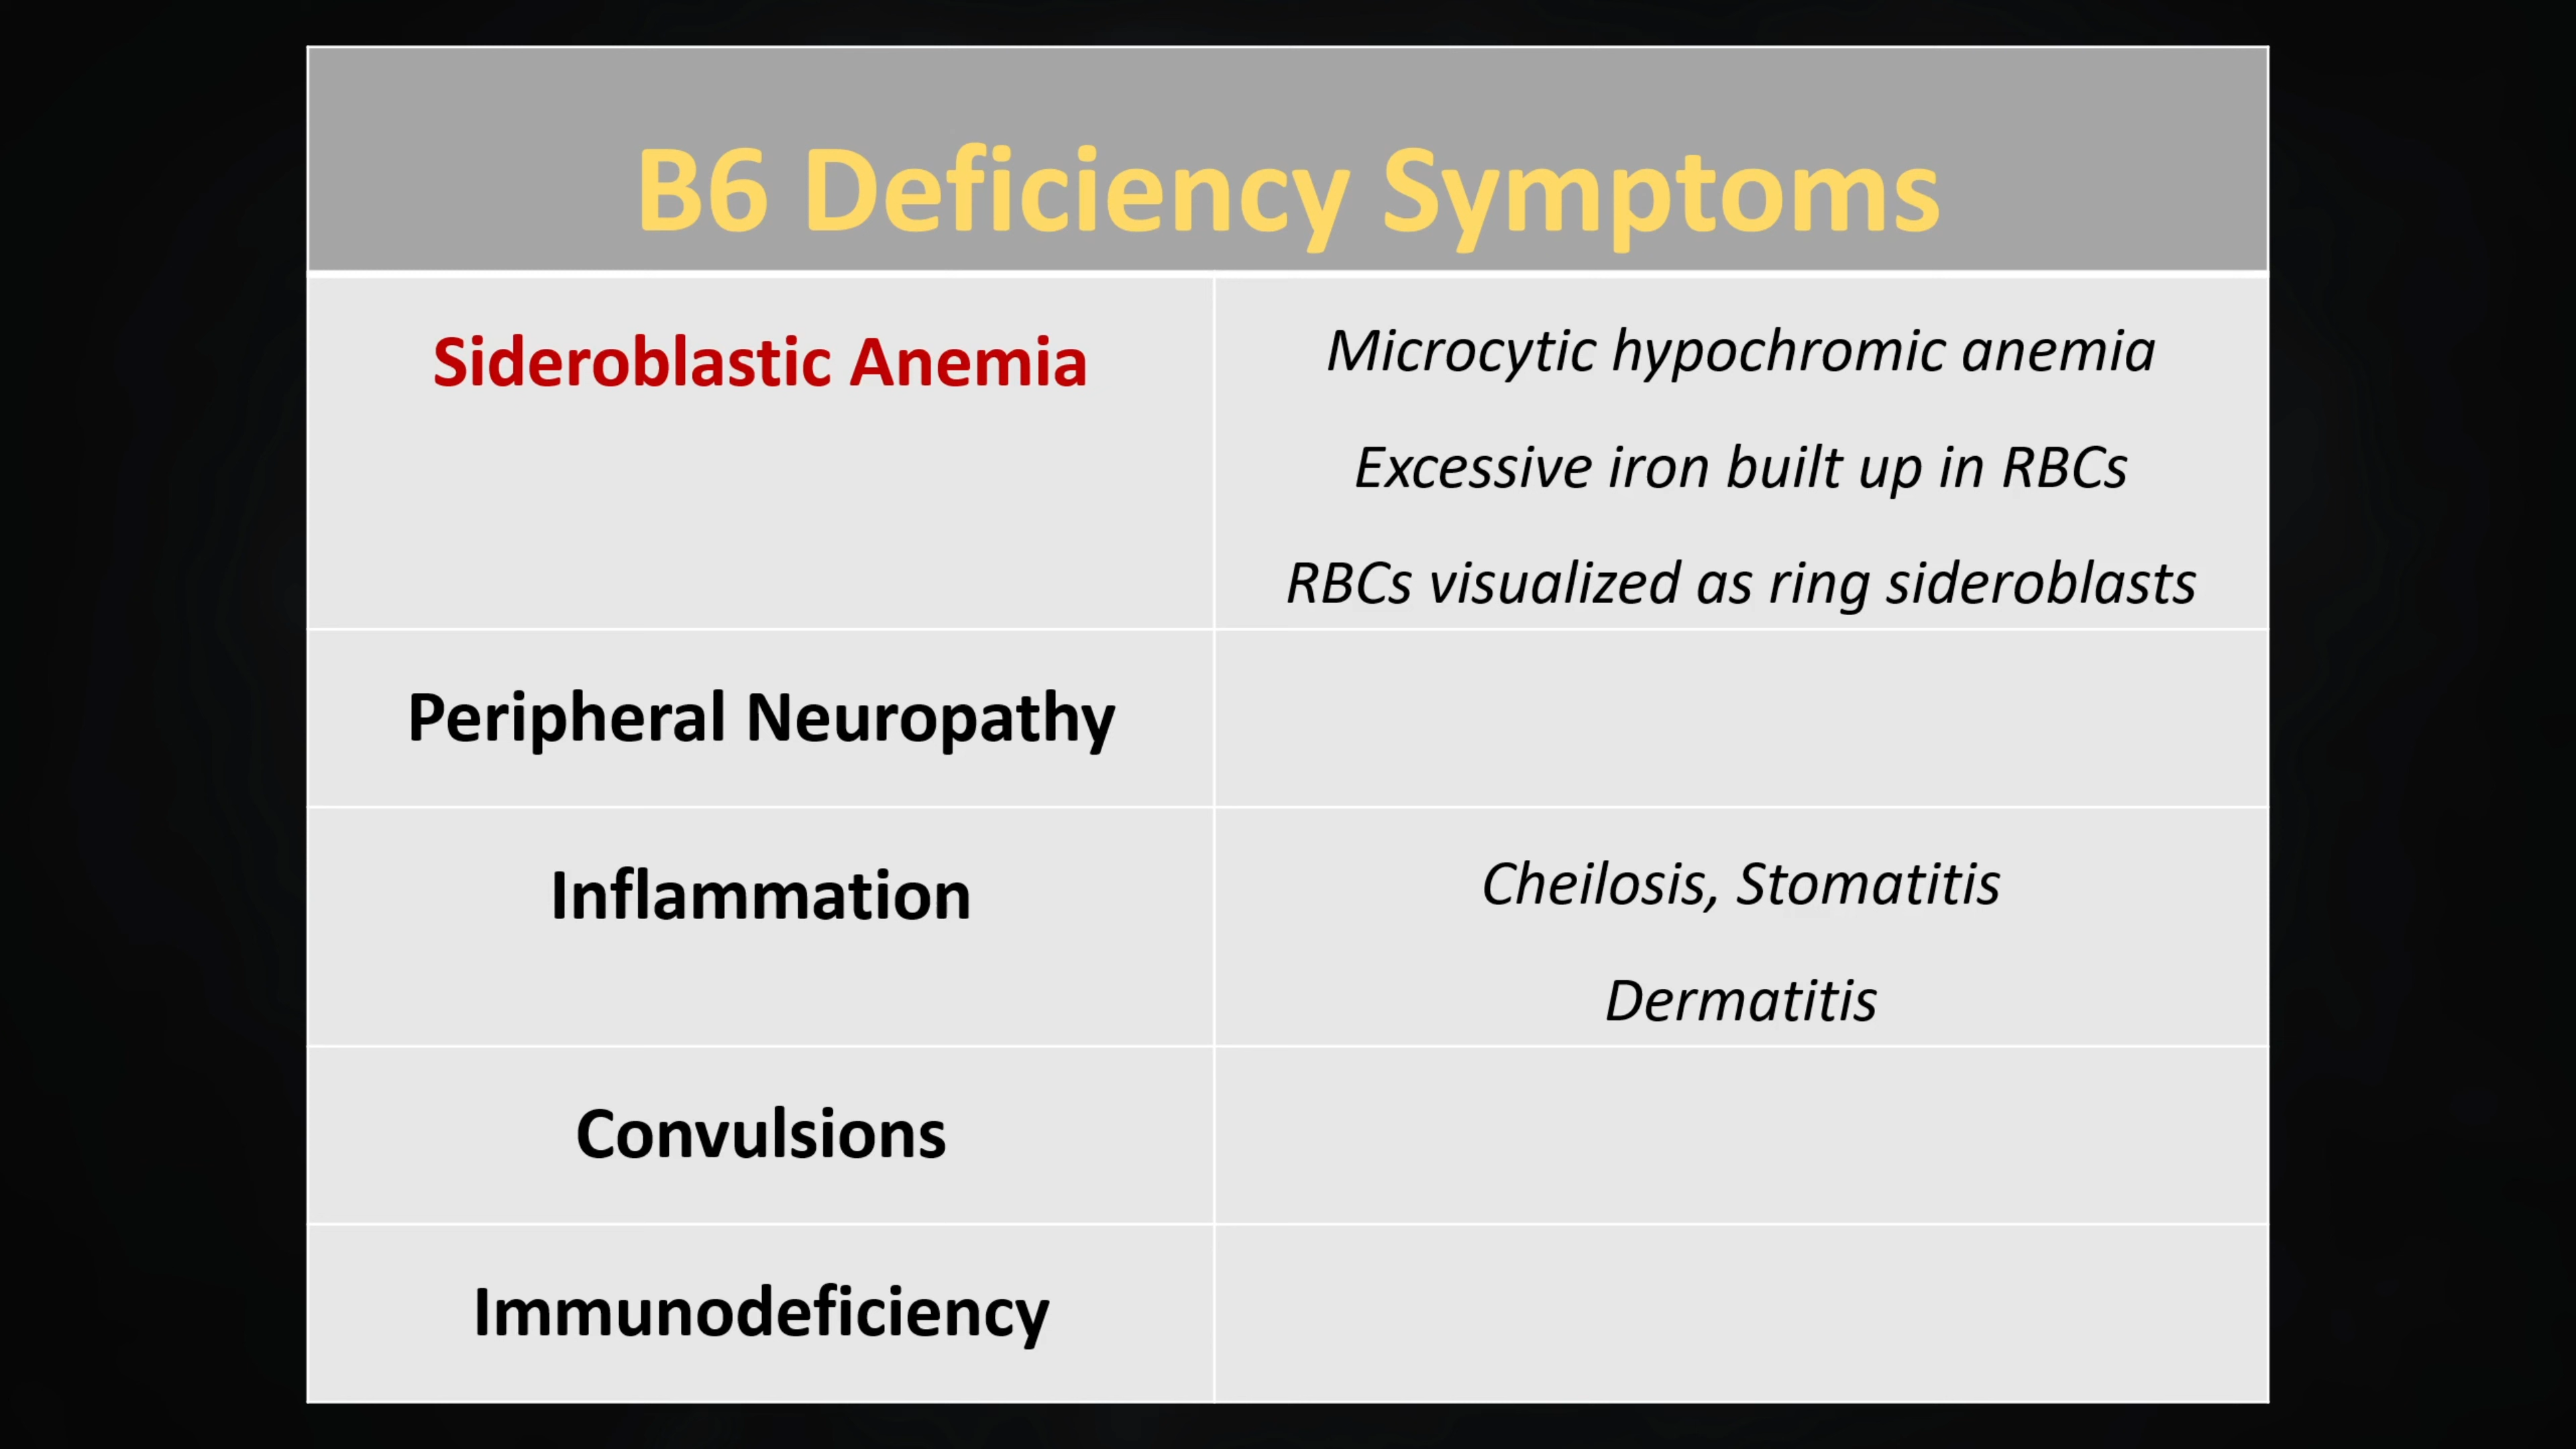 B6 Deficiency Symptoms
Sideroblastic Anemia
Microcytic hypochromic anemia
Excessive iron built up in RBCs
RBCs visualized as ring sideroblasts
Peripheral Neuropathy
Inflammation
Cheilosis, Stomatitis
Dermatitis
Convulsions
Immunodeficiency